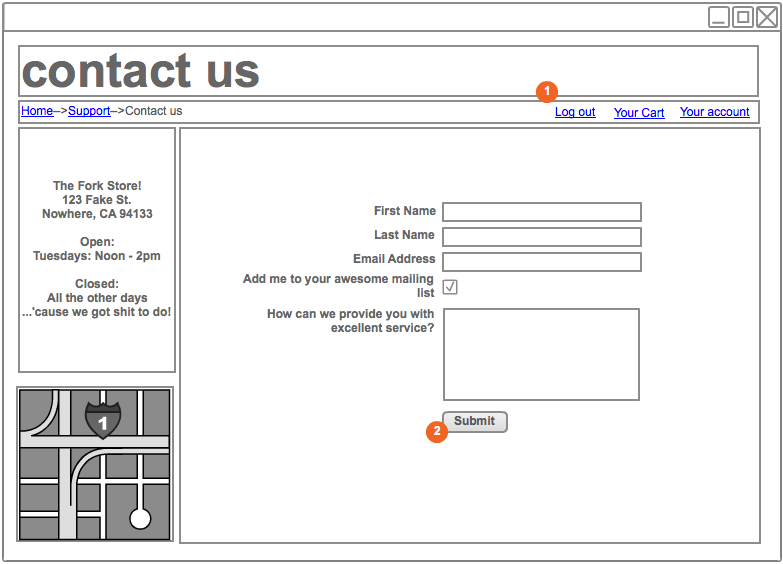 contact us
1
Home-->Support-->Contact us
Log out
Your Cart
Your account
The Fork Store!
123 Fake St.
Nowhere, CA 94133
Open:
Tuesdays: Noon - 2pm
Closed:
All the other days
...'cause we got shit to do!
1
First Name
Last Name
Email Address
Add me to your awesome mailing
list
How can we provide you with
excellent service?
Submit
2